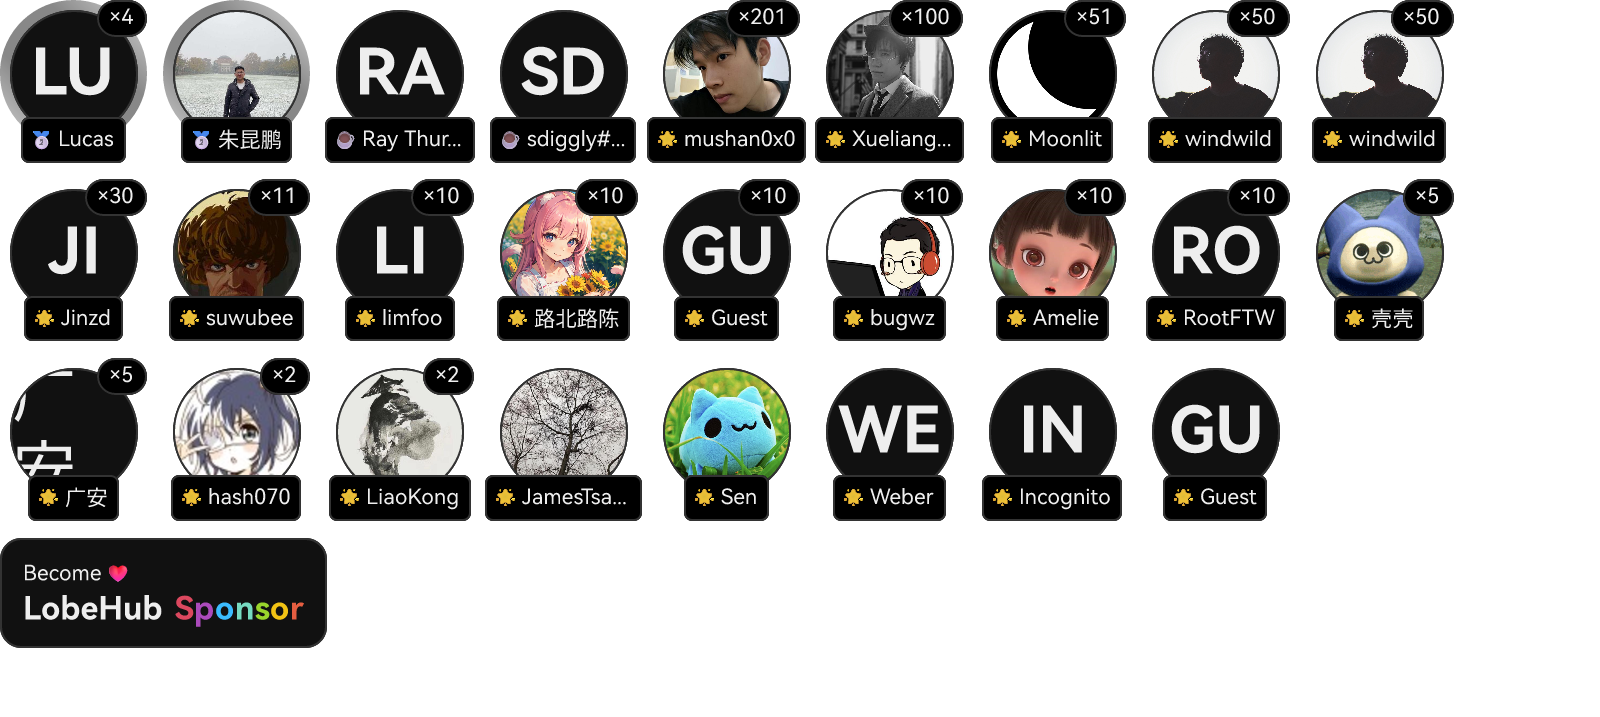 ×4 ×201 ×100 ×51 ×50 ×50
LU RA SD
Lucas 朱昆鹏 Ray Thur... sdiggly#... mushan0x0 Xueliang... Moonlit windwild windwild
×30 ×11 ×10 ×10 ×10 ×10 ×10 ×10 ×5
JI LI GU RO
Jinzd suwubee limfoo 路北路陈 Guest bugwz Amelie RootFTW 壳壳
×5 ×2 ×2
广安 WE IN GU
广安 hash070 LiaoKong JamesTsa... Sen Weber Incognito Guest
Become
LobeHub Sponsor